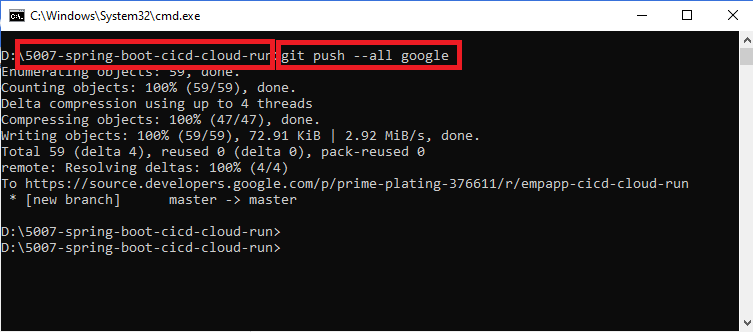 C:\Windows\System32\cmd.exe
D:\5007-spring-boot-cicd-cloud-run>git push --all google
Enumerating objects: 59, done.
Counting objects: 100% (59/59), done.
Delta compression using up to 4 threads
Compressing objects: 100% (47/47), done.
Writing objects: 100% (59/59), 72.91 KiB | 2.92 MiB/s, done.
Total 59 (delta 4), reused 0 (delta 0), pack-reused 0
remote: Resolving deltas: 100% (4/4)
To https://source.developers.google.com/p/prime-plating-376611/r/empapp-cicd-cloud-run
 * [new branch]      master -> master
D:\5007-spring-boot-cicd-cloud-run>
D:\5007-spring-boot-cicd-cloud-run>